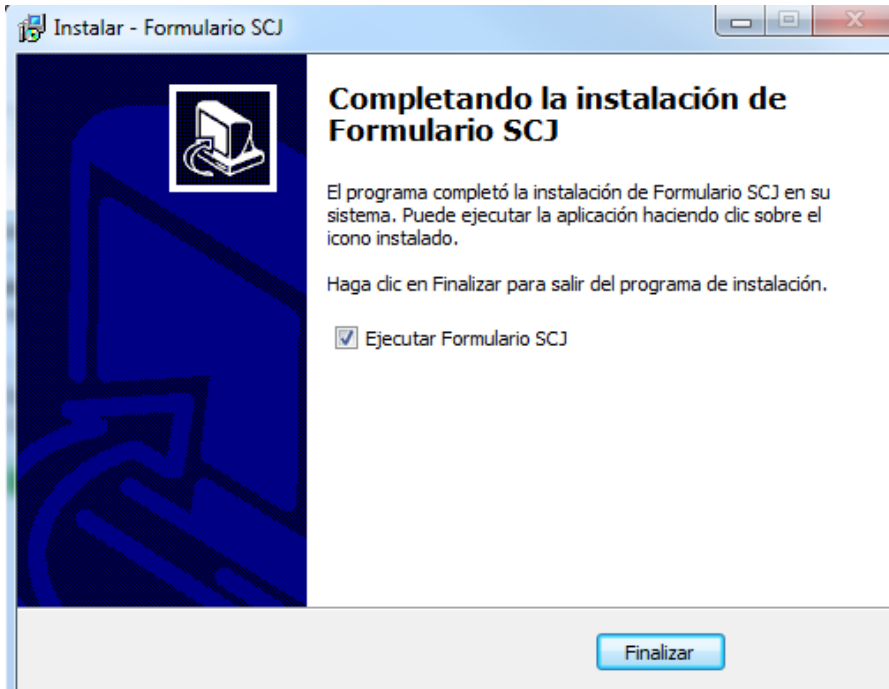 Instalar - Formulario SCJ
Completando la instalación de
Formulario SCJ
El programa completó la instalación de Formulario SCJ en su
sistema. Puede ejecutar la aplicación haciendo clic sobre el
icono instalado.
Haga clic en Finalizar para salir del programa de instalación.
Ejecutar Formulario SCJ
Finalizar